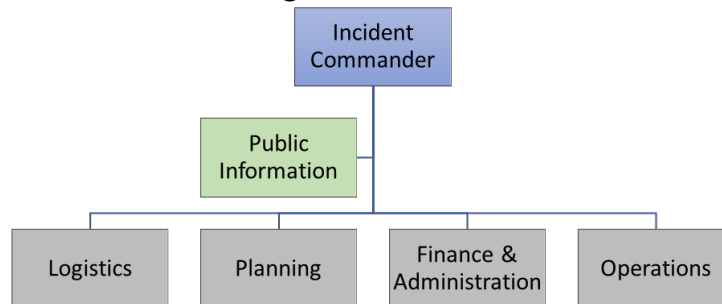 Incident
Commander
Public
Information
Logistics
Planning
Finance &
Administration
Operations